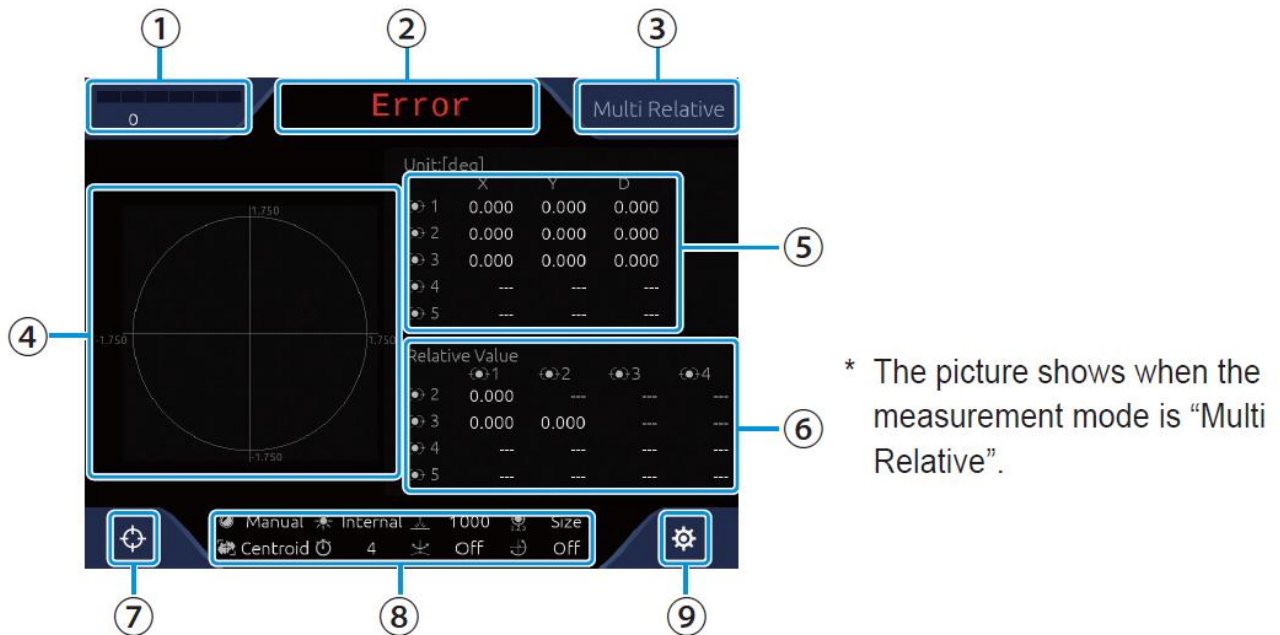 ① ② ③
0
Error
Multi Relative
Unit:[deg]
X Y D
1 0.000 0.000 0.000
2 0.000 0.000 0.000
3 0.000 0.000 0.000
4 --- --- ---
5 --- --- ---
⑤
1.750
④
-1.750 1.750
-1.750
Relative Value
1 2 3 4
2 0.000 --- --- ---
3 0.000 0.000 --- ---
4 --- --- --- ---
5 --- --- --- ---
⑥
* The picture shows when the
measurement mode is “Multi
Relative”.
Manual Internal 1000 Size
Centroid 4 Off Off
⑦ ⑧ ⑨